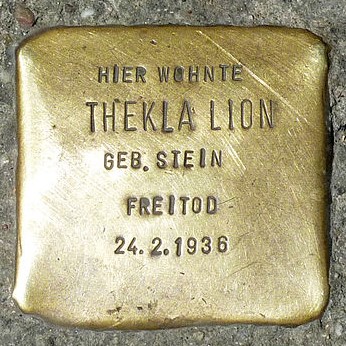 HIER WOHNTE
THEKLA LION
GEB. STEIN
FREITOD
24.2.1936